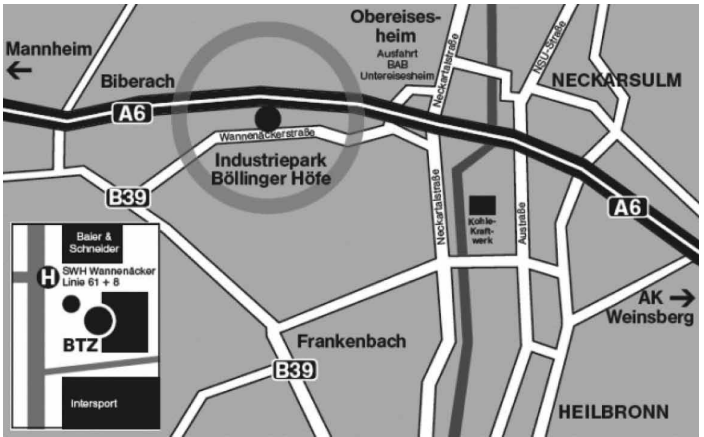 Mannheim
Biberach
A6
Obereises-
heim
Ausfahrt
BAB
Untereisesheim
Neckartalstraße
NSU-Straße
NECKARSULM
Wannenäckerstraße
Industriepark
Böllinger Höfe
B39
Neckartalstraße
Kohle-
Kraft-
werk
Austraße
A6
Baier &
Schneider
H
SWH Wannenäcker
Linie 61 + 8
BTZ
Intersport
AK
Weinsberg
Frankenbach
B39
HEILBRONN